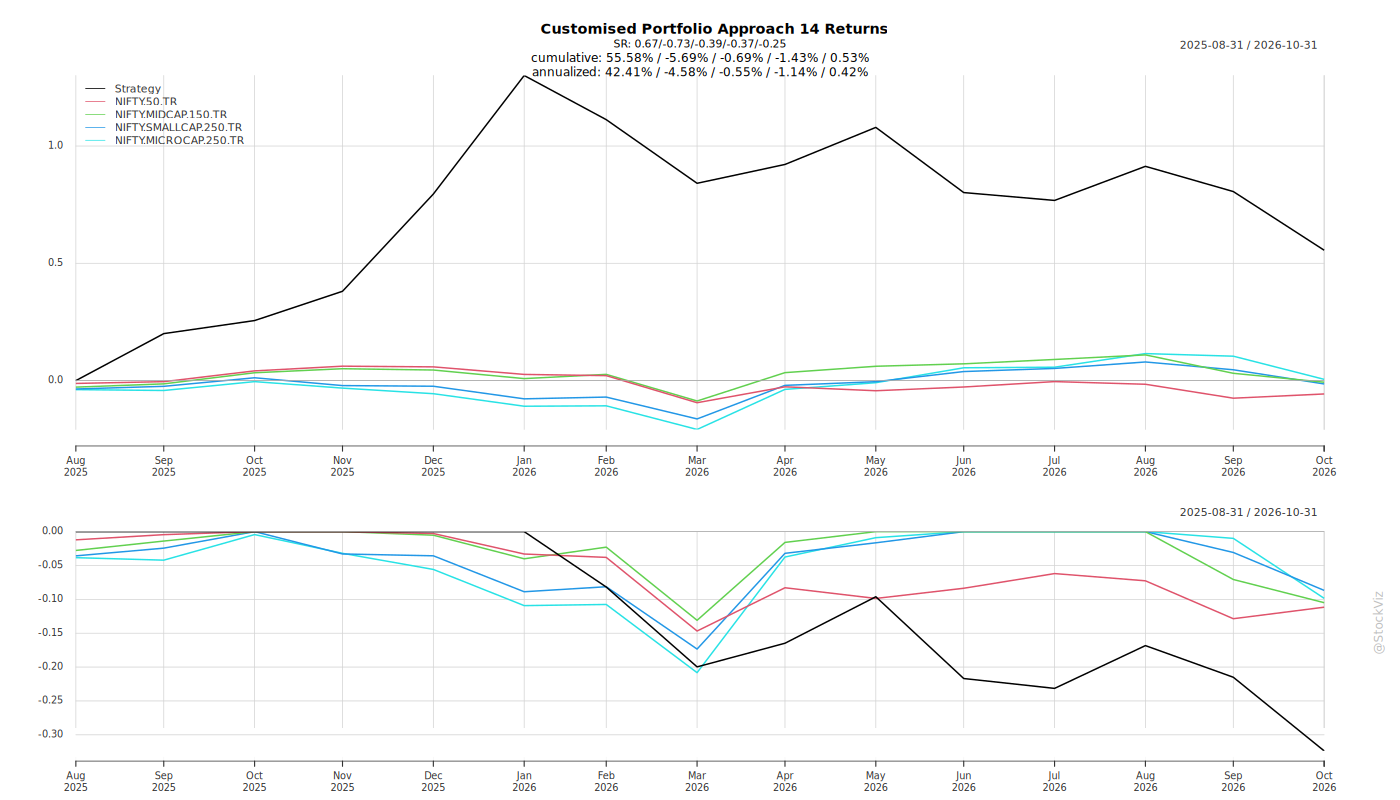 Customised Portfolio Approach 14 Returns
SR: 0.67/-0.73/-0.39/-0.37/-0.25
cumulative: 55.58% / -5.69% / -0.69% / -1.43% / 0.53%
annualized: 42.41% / -4.58% / -0.55% / -1.14% / 0.42%
2025-08-31 / 2026-10-31
Strategy
NIFTY.50.TR
NIFTY.MIDCAP.150.TR
NIFTY.SMALLCAP.250.TR
NIFTY.MICROCAP.250.TR
1.0
0.5
0.0
Aug Sep Oct Nov Dec Jan Feb Mar Apr May Jun Jul Aug Sep Oct
2025 2025 2025 2025 2025 2026 2026 2026 2026 2026 2026 2026 2026 2026 2026
2025-08-31 / 2026-10-31
0.00
-0.05
-0.10
-0.15
-0.20
-0.25
-0.30
Aug Sep Oct Nov Dec Jan Feb Mar Apr May Jun Jul Aug Sep Oct
2025 2025 2025 2025 2025 2026 2026 2026 2026 2026 2026 2026 2026 2026 2026
@StockViz